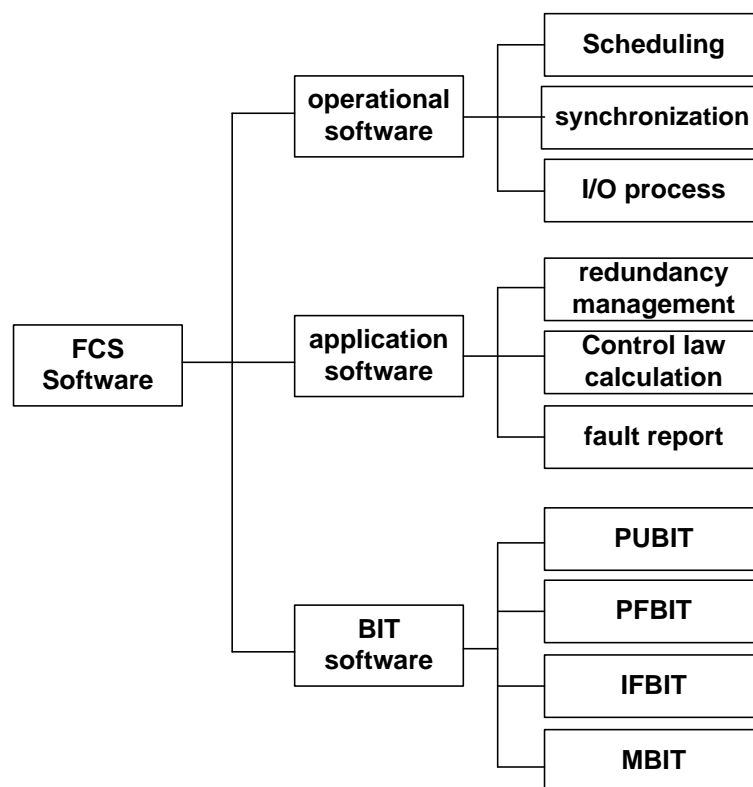 FCS
Software
operational
software
Scheduling
synchronization
I/O process
application
software
redundancy
management
Control law
calculation
fault report
BIT
software
PUBIT
PFBIT
IFBIT
MBIT